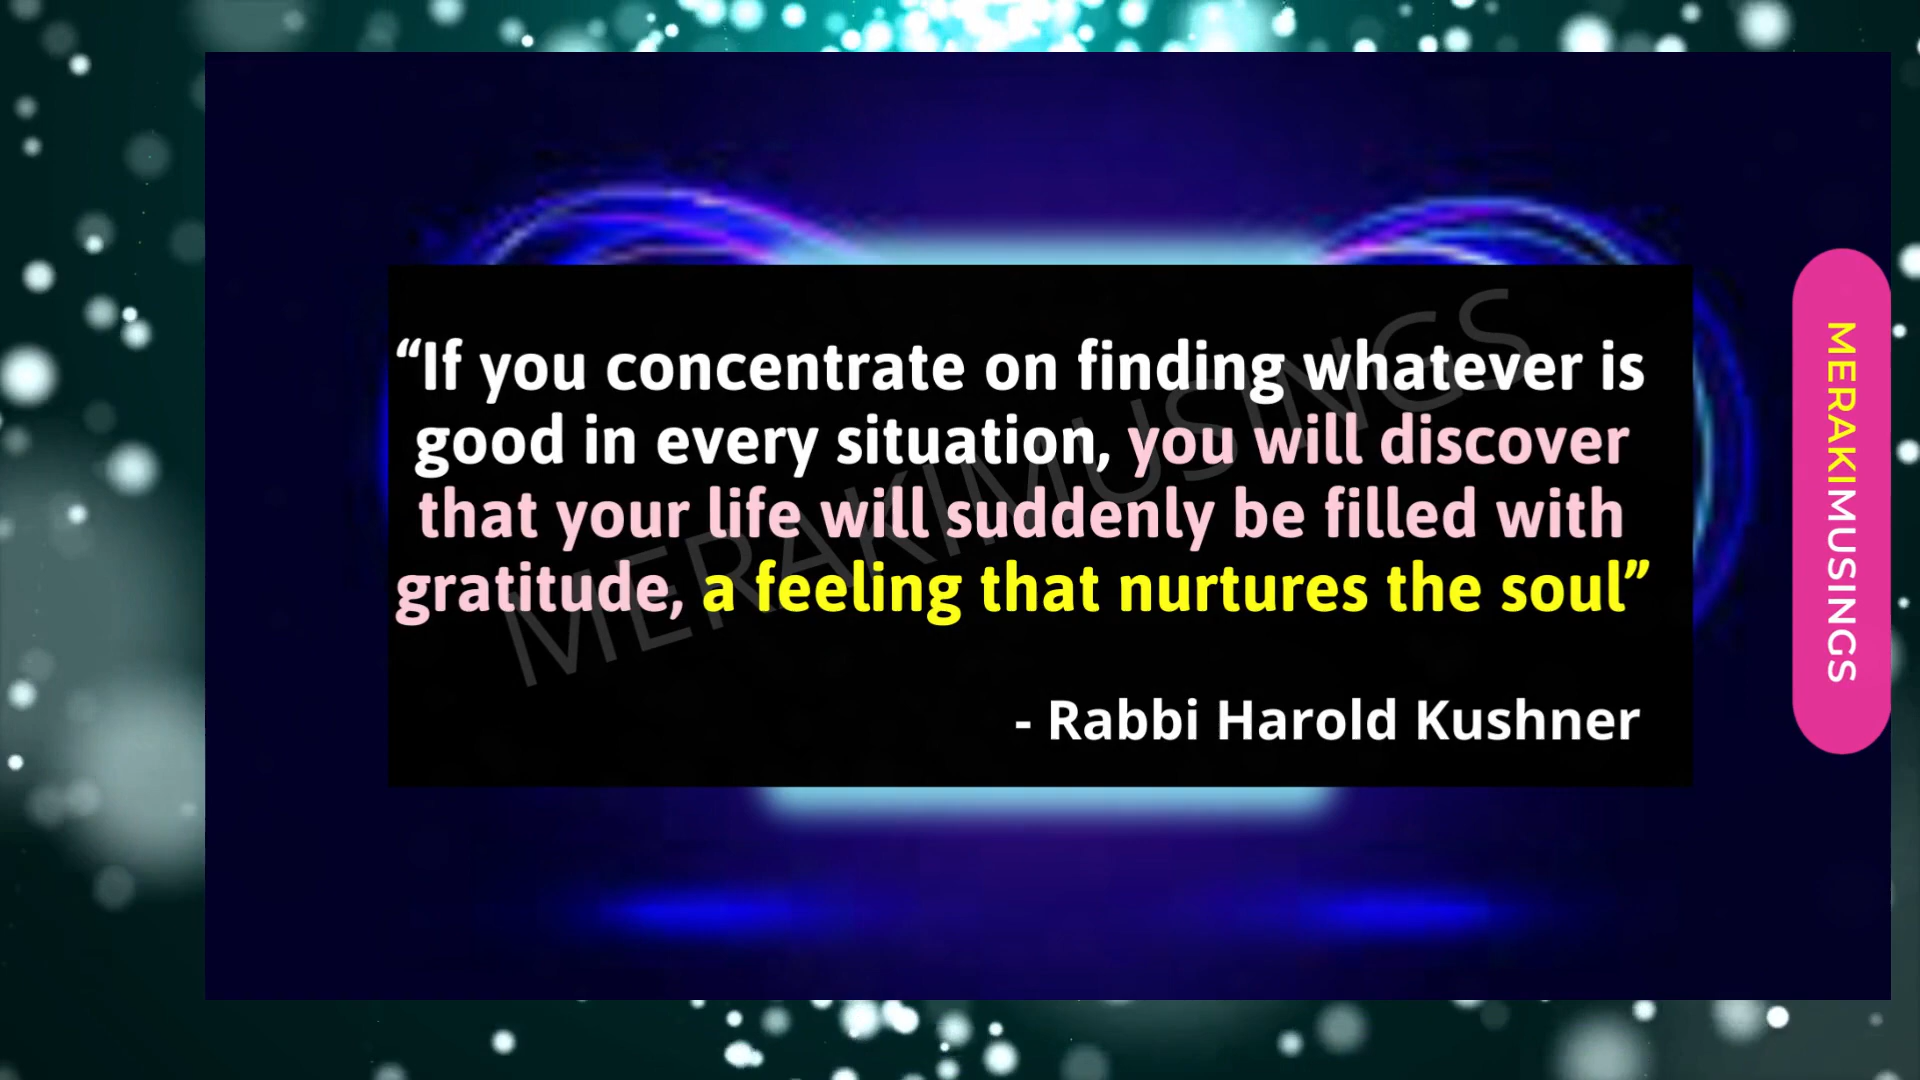 “If you concentrate on finding whatever is
good in every situation, you will discover
that your life will suddenly be filled with
gratitude, a feeling that nurtures the soul”
- Rabbi Harold Kushner
MERAKIMUSINGS
MERAKIMUSINGS